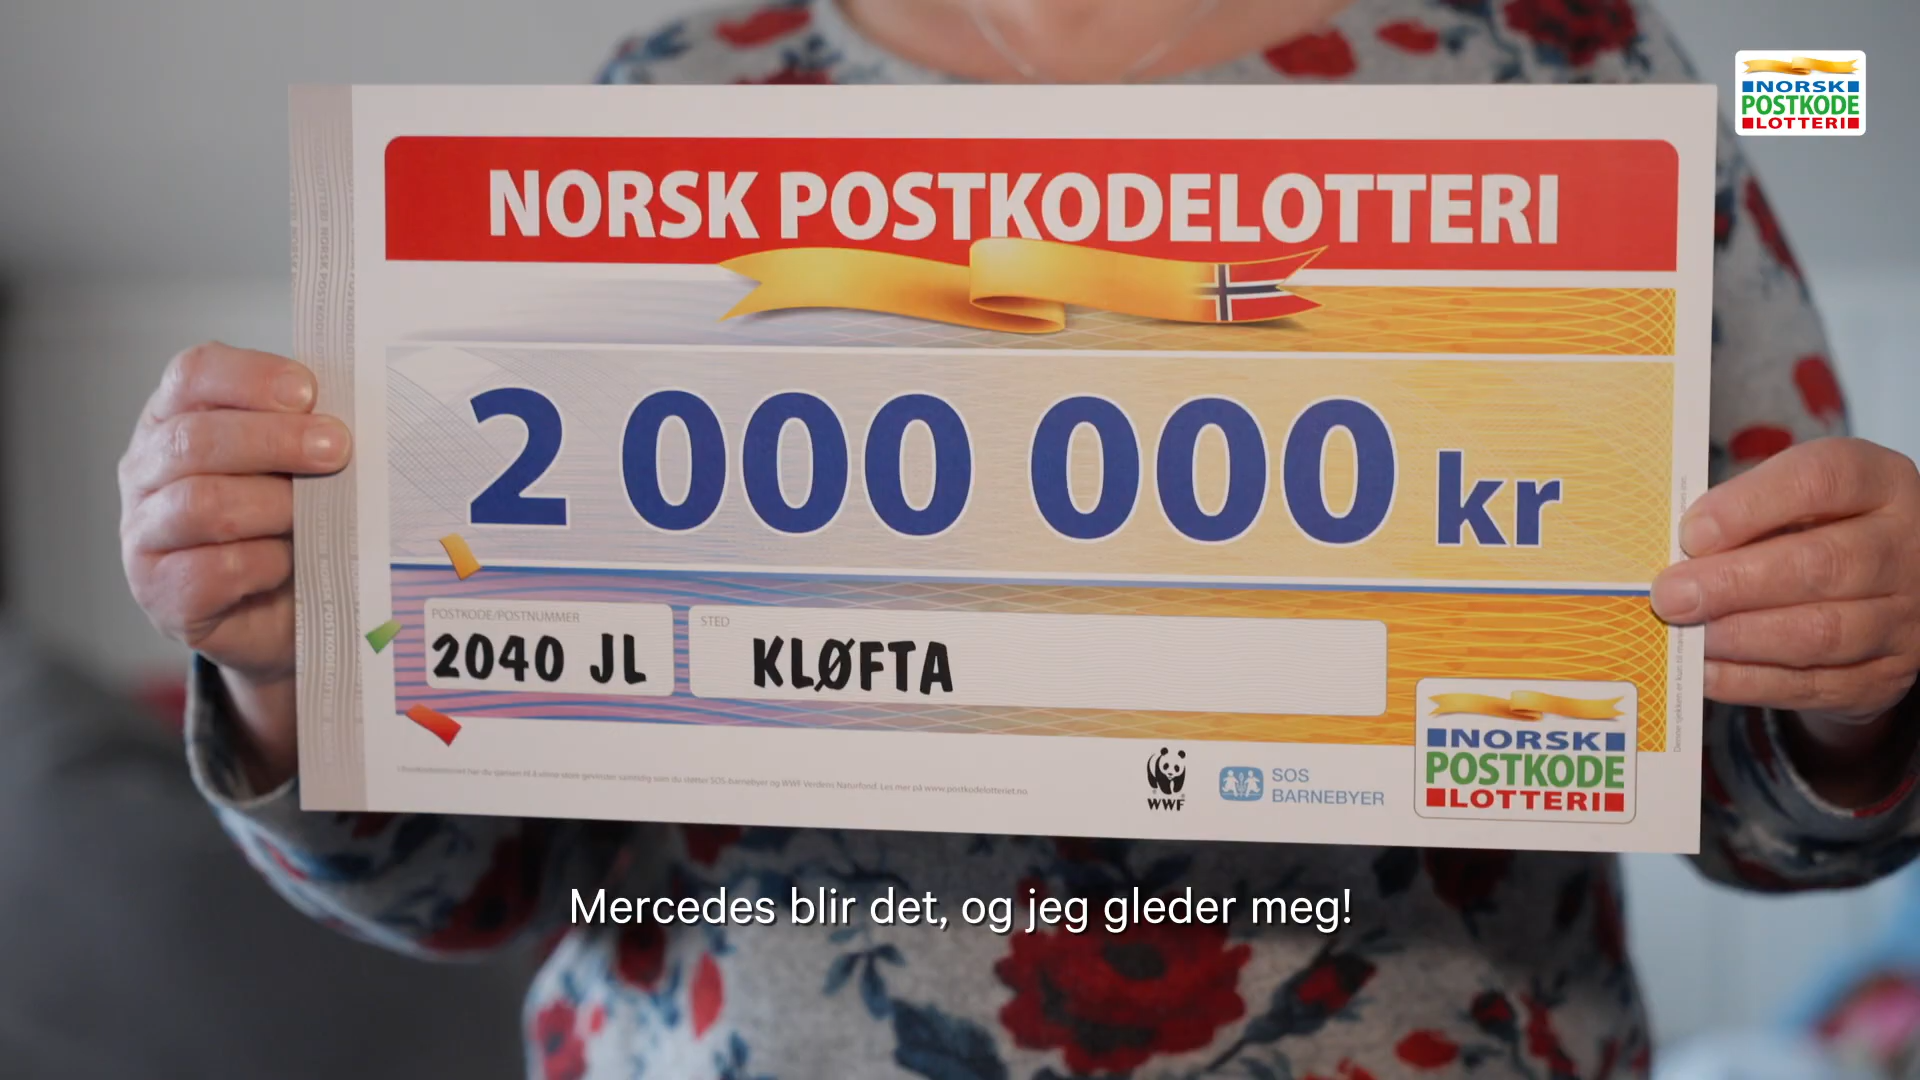 NORSK
POSTKODE
LOTTERI
NORSK POSTKODELOTTERI
2 000 000 kr
POSTKODE/POSTNUMMER
2040 JL
STED
KLØFTA
WWF
SOS
BARNEBYER
NORSK
POSTKODE
LOTTERI
Mercedes blir det, og jeg gleder meg!